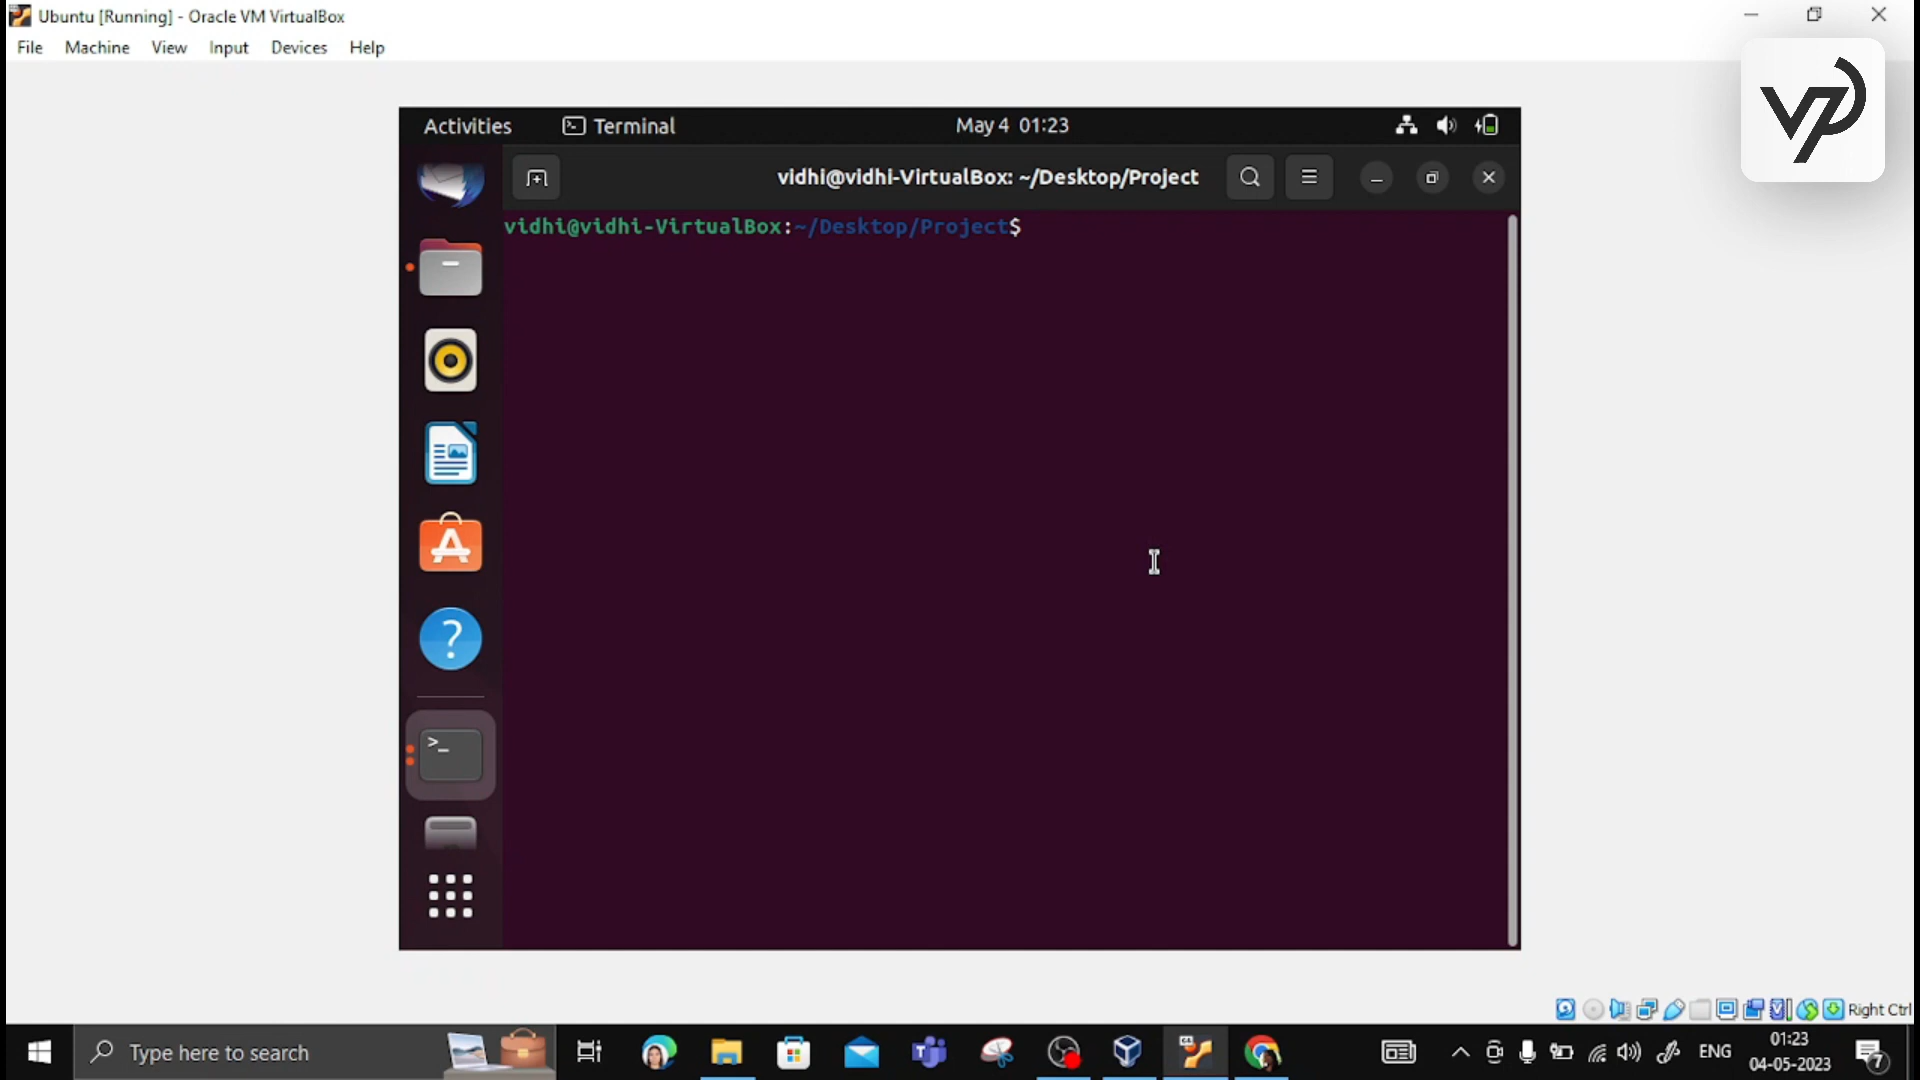 Ubuntu [Running] - Oracle VM VirtualBox
File Machine View Input Devices Help
VP
Activities Terminal May 4 01:23
vidhi@vidhi-VirtualBox: ~/Desktop/Project
vidhi@vidhi-VirtualBox:~/Desktop/Project$
Right Ctrl
Type here to search
ENG
01:23
04-05-2023
7